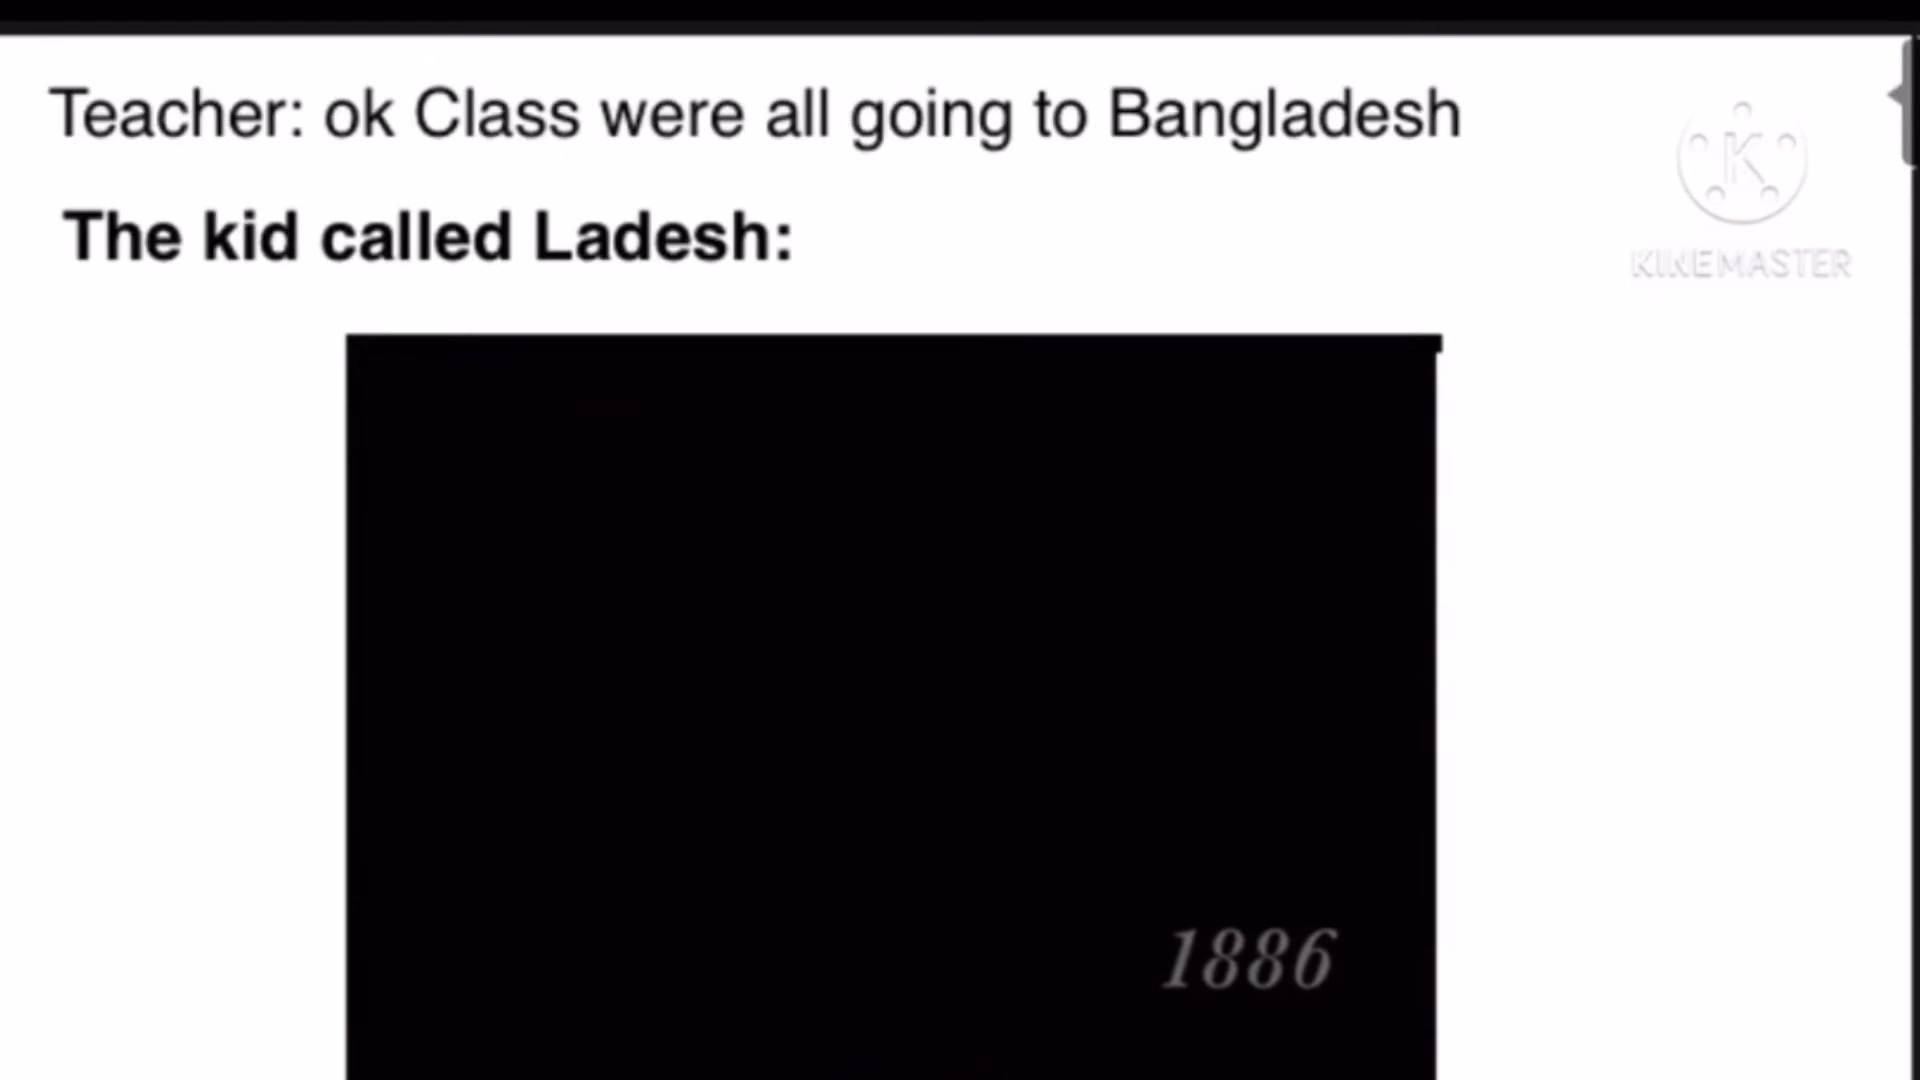 Teacher: ok Class were all going to Bangladesh
The kid called Ladesh:
K
KINEMASTER
1886